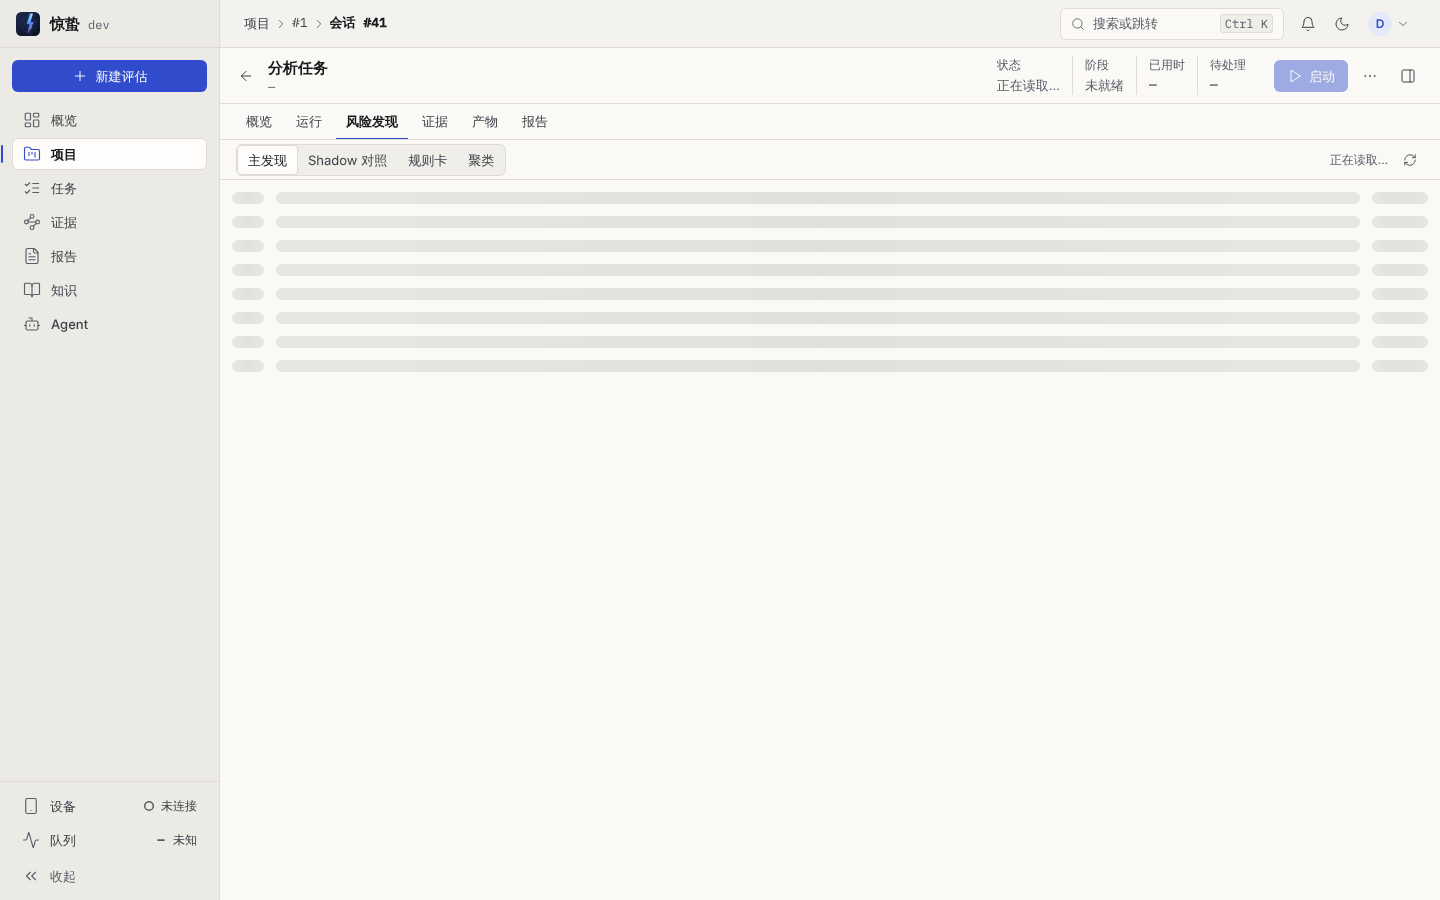 惊蛰 dev
项目 #1 会话 #41
搜索或跳转 Ctrl K
D
新建评估
概览
项目
任务
证据
报告
知识
Agent
分析任务
–
状态 阶段 已用时 待处理
正在读取... 未就绪 – –
启动
概览 运行 风险发现 证据 产物 报告
主发现 Shadow 对照 规则卡 聚类
正在读取...
设备 未连接
队列 – 未知
收起